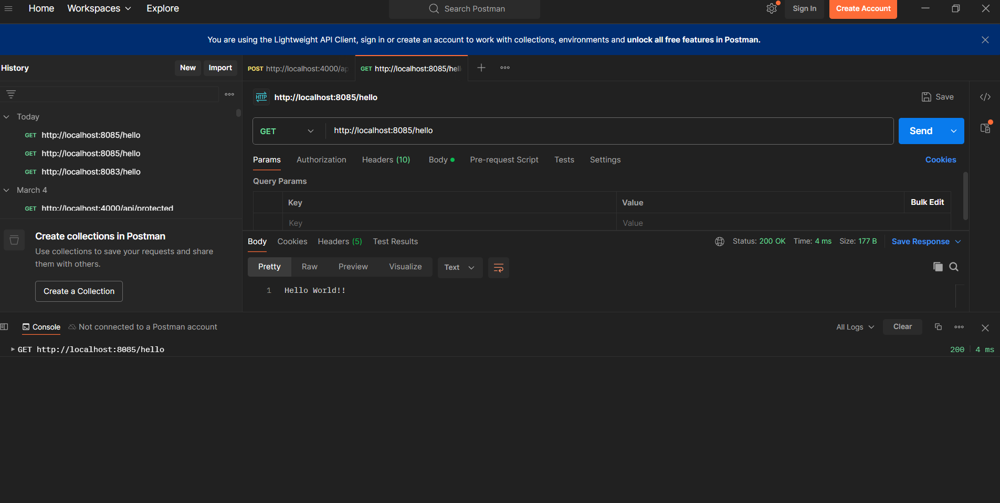 Home Workspaces Explore Search Postman Sign In Create Account
You are using the Lightweight API Client, sign in or create an account to work with collections, environments and unlock all free features in Postman.
History New Import
POST http://localhost:4000/ap GET http://localhost:8085/hell
HTTP http://localhost:8085/hello Save
Today
GET http://localhost:8085/hello
GET http://localhost:8085/hello
GET http://localhost:8083/hello
March 4
GET http://localhost:4000/api/protected
Create collections in Postman
Use collections to save your requests and share
them with others.
Create a Collection
GET http://localhost:8085/hello Send
Params Authorization Headers (10) Body Pre-request Script Tests Settings Cookies
Query Params
Key Value Bulk Edit
Key Value
Body Cookies Headers (5) Test Results Status: 200 OK Time: 4 ms Size: 177 B Save Response
Pretty Raw Preview Visualize Text
1 Hello World!!
Console Not connected to a Postman account All Logs Clear
GET http://localhost:8085/hello 200 4 ms